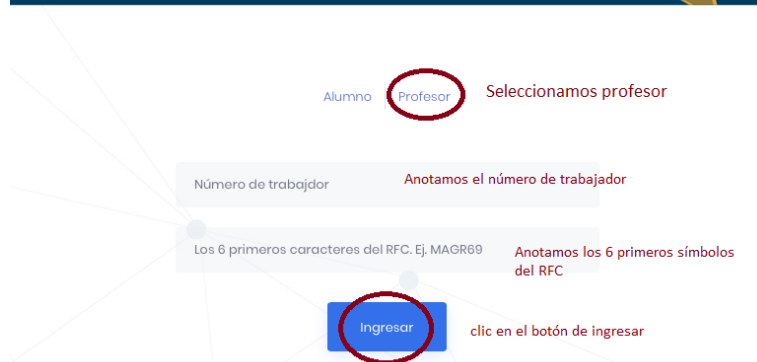 Alumno Profesor Seleccionamos profesor
Número de trabajdor Anotamos el número de trabajador
Los 6 primeros caracteres del RFC. Ej. MAGR69 Anotamos los 6 primeros símbolos
del RFC
Ingresar clic en el botón de ingresar